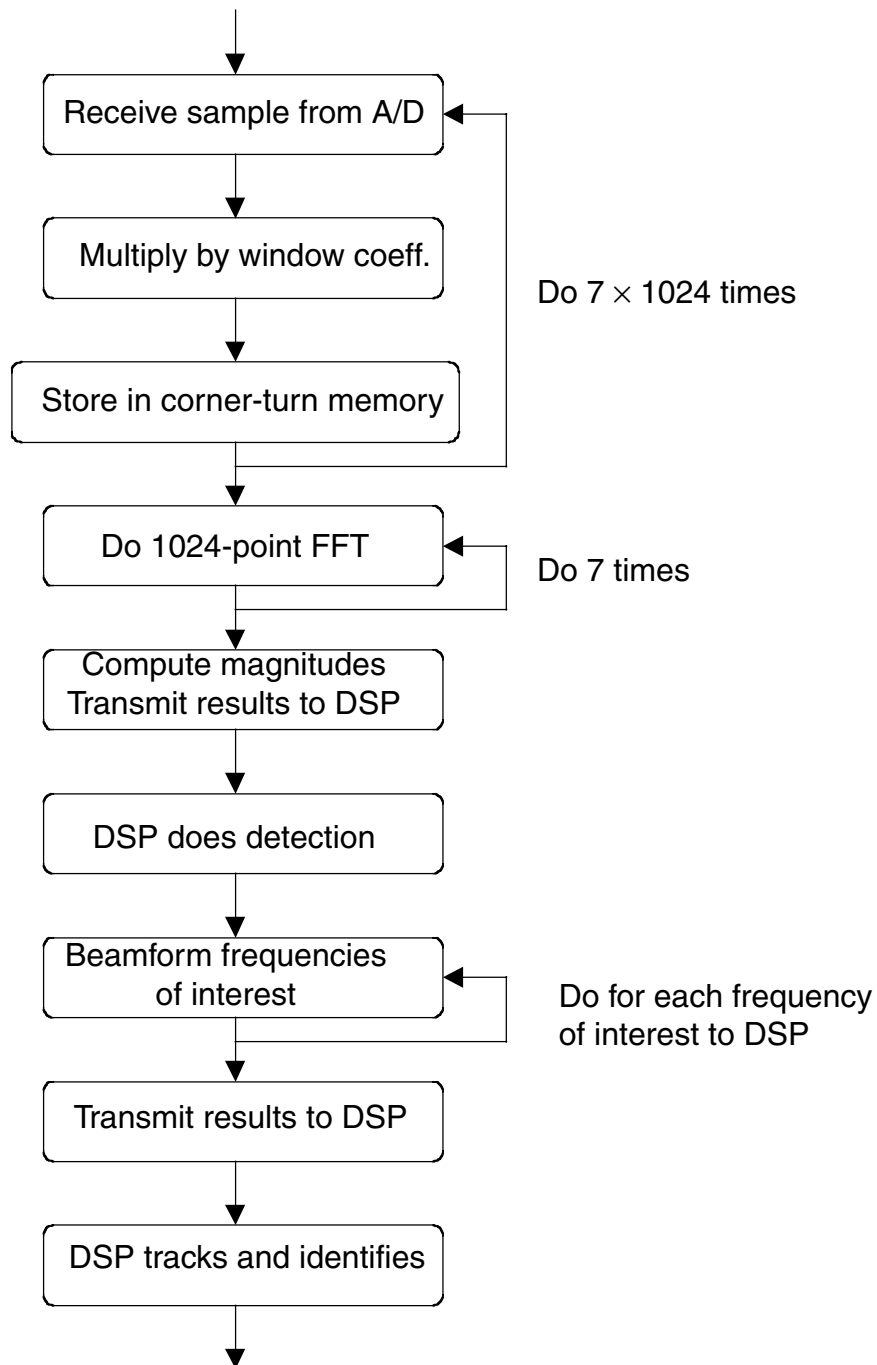 Receive sample from A/D
Multiply by window coeff.
Do 7 × 1024 times
Store in corner-turn memory
Do 1024-point FFT
Do 7 times
Compute magnitudes
Transmit results to DSP
DSP does detection
Beamform frequencies
of interest
Do for each frequency
of interest to DSP
Transmit results to DSP
DSP tracks and identifies